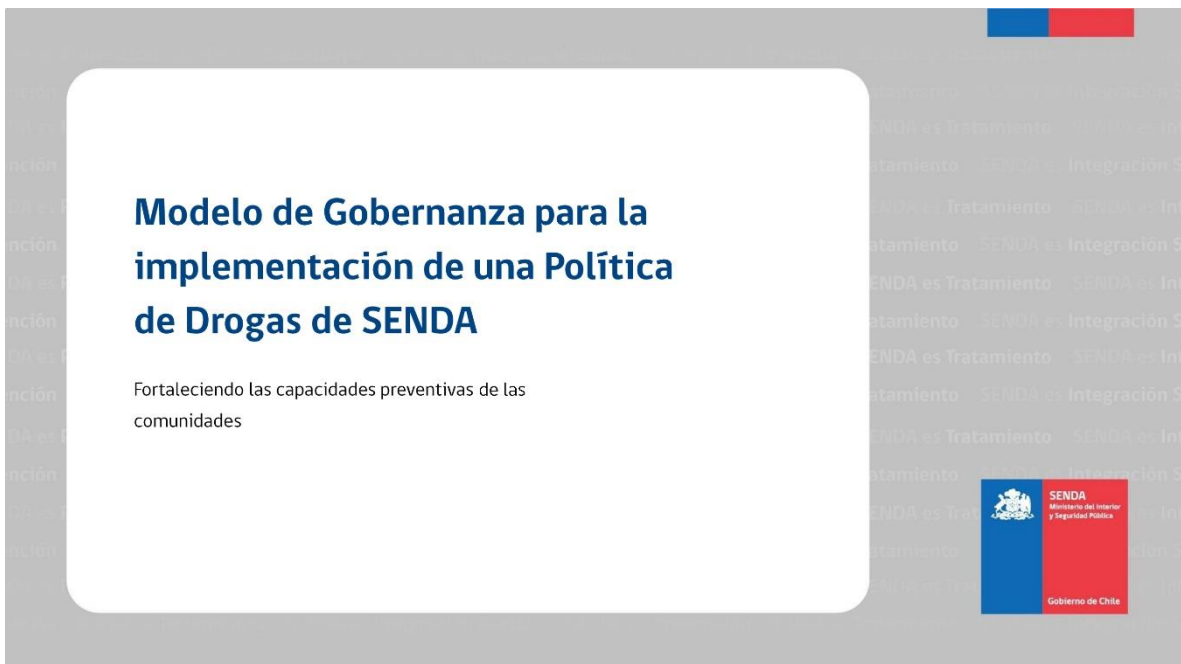 Modelo de Gobernanza para la
implementación de una Política
de Drogas de SENDA
Fortaleciendo las capacidades preventivas de las
comunidades
SENDA
Ministerio del Interior
y Seguridad Pública
Gobierno de Chile